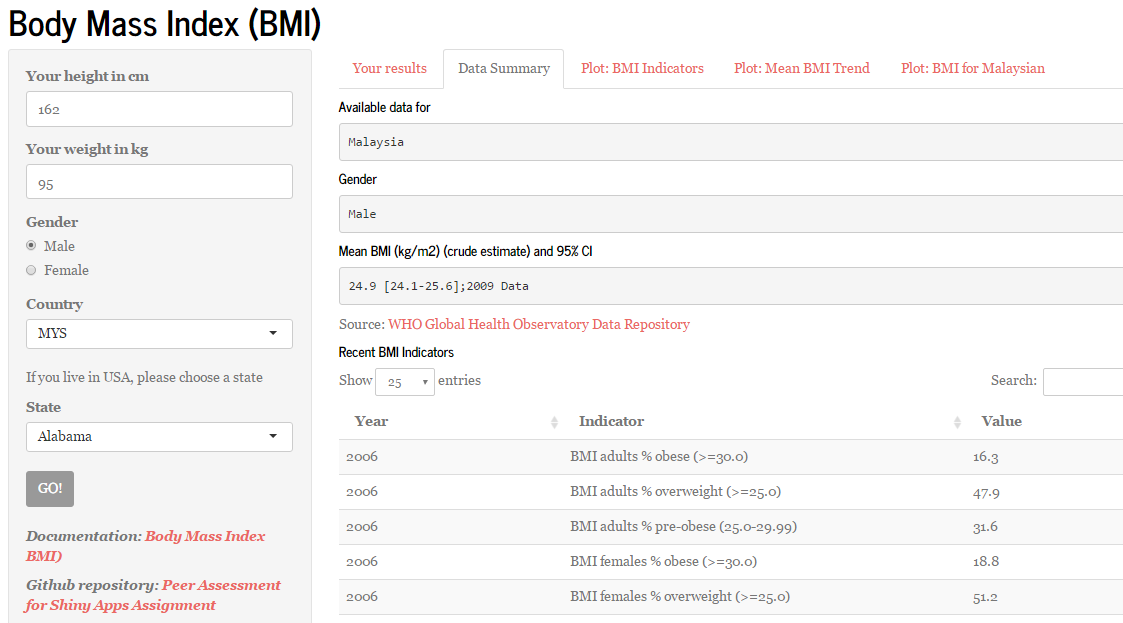 Body Mass Index (BMI)
Your height in cm
162
Your weight in kg
95
Gender
Male
Female
Country
MYS
If you live in USA, please choose a state
State
Alabama
GO!
Documentation: Body Mass Index
BMI)
Github repository: Peer Assessment
for Shiny Apps Assignment
Your results Data Summary Plot: BMI Indicators Plot: Mean BMI Trend Plot: BMI for Malaysian
Available data for
Malaysia
Gender
Male
Mean BMI (kg/m2) (crude estimate) and 95% CI
24.9 [24.1-25.6];2009 Data
Source: WHO Global Health Observatory Data Repository
Recent BMI Indicators
Show 25 entries Search:
Year Indicator Value
2006 BMI adults % obese (>=30.0) 16.3
2006 BMI adults % overweight (>=25.0) 47.9
2006 BMI adults % pre-obese (25.0-29.99) 31.6
2006 BMI females % obese (>=30.0) 18.8
2006 BMI females % overweight (>=25.0) 51.2